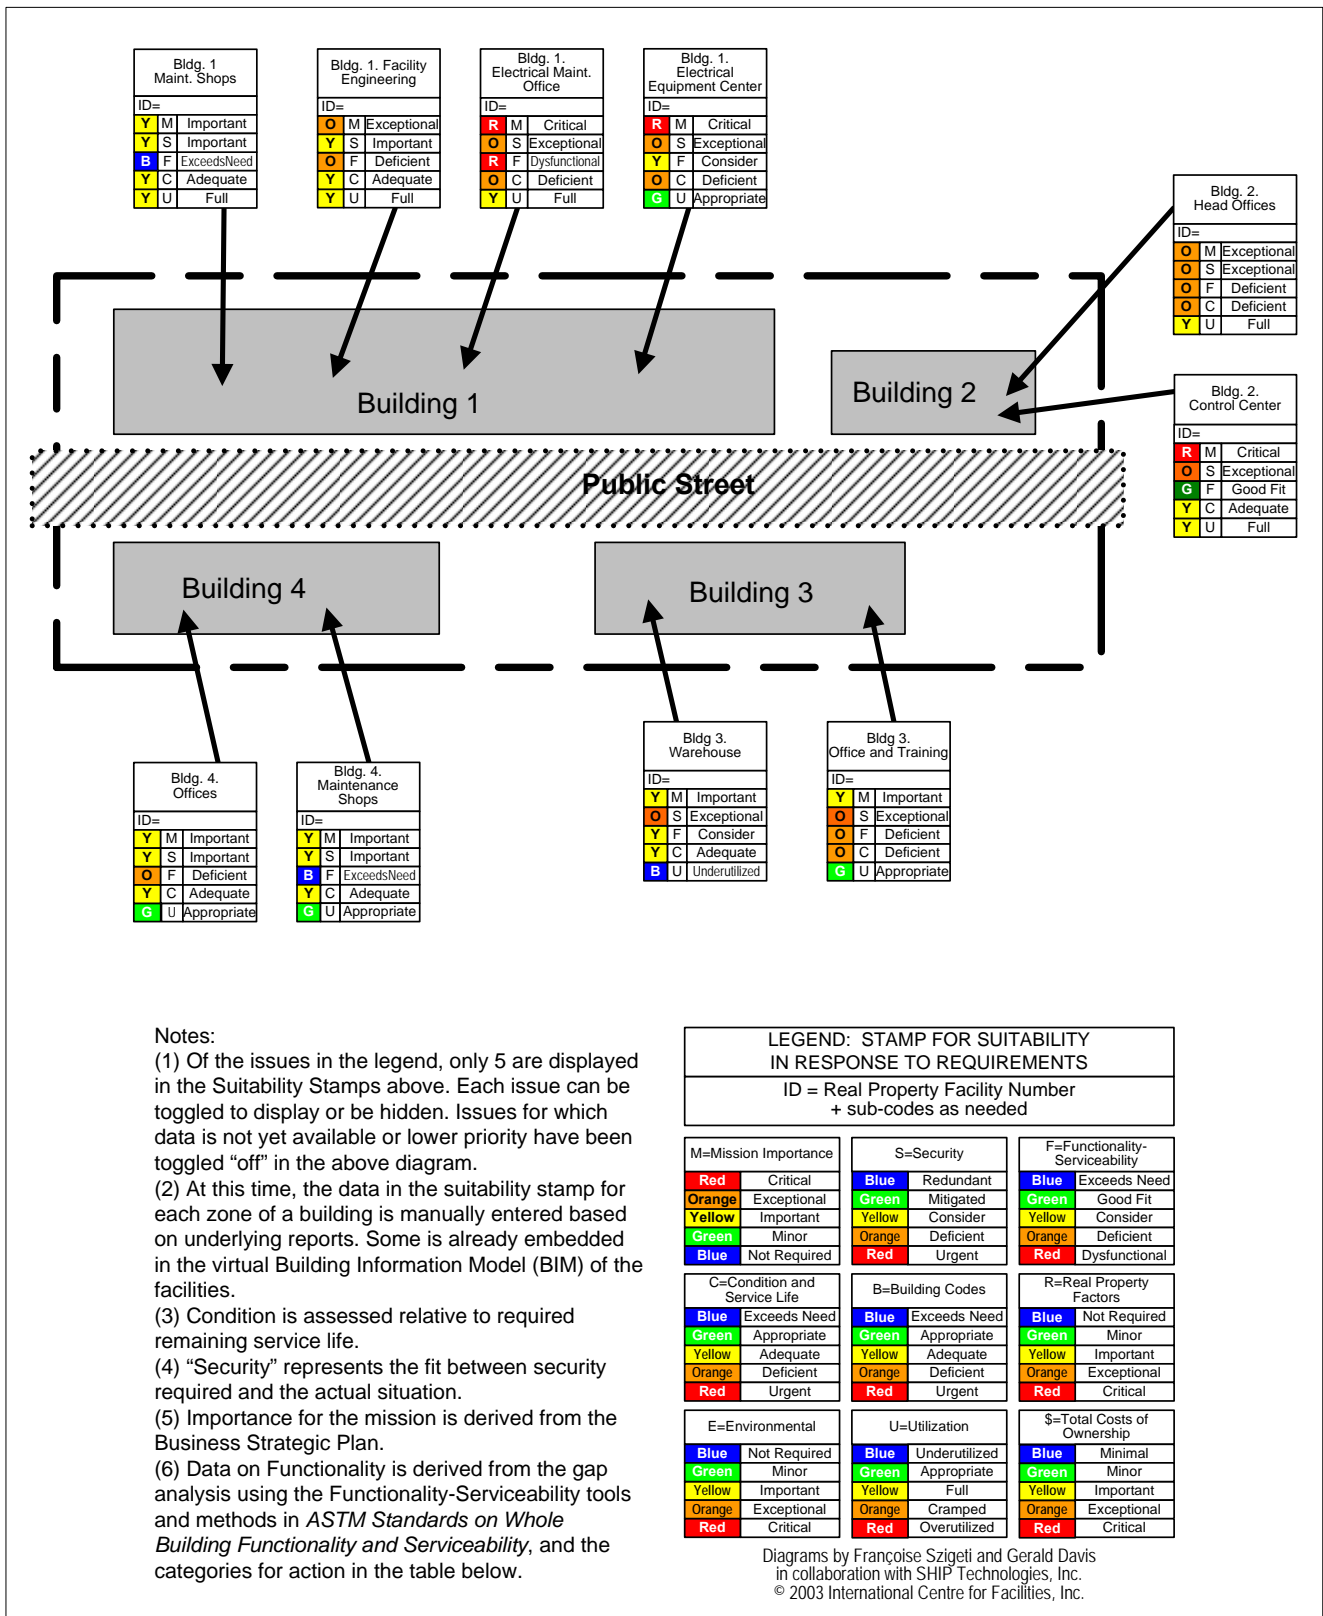 Bldg. 1
Maint. Shops
ID=
Y M Important
Y S Important
B F ExceedsNeed
Y C Adequate
Y U Full
Bldg. 1. Facility
Engineering
ID=
O M Exceptional
Y S Important
O F Deficient
Y C Adequate
Y U Full
Bldg. 1.
Electrical Maint.
Office
ID=
R M Critical
O S Exceptional
R F Dysfunctional
O C Deficient
Y U Full
Bldg. 1.
Electrical
Equipment Center
ID=
R M Critical
O S Exceptional
Y F Consider
O C Deficient
G U Appropriate
Bldg. 2.
Head Offices
ID=
O M Exceptional
O S Exceptional
O F Deficient
O C Deficient
Y U Full
Building 1
Building 2
Bldg. 2.
Control Center
ID=
R M Critical
O S Exceptional
G F Good Fit
Y C Adequate
Y U Full
Public Street
Building 4
Building 3
Bldg. 4.
Offices
ID=
Y M Important
Y S Important
O F Deficient
Y C Adequate
G U Appropriate
Bldg. 4.
Maintenance
Shops
ID=
Y M Important
Y S Important
B F ExceedsNeed
Y C Adequate
G U Appropriate
Bldg 3.
Warehouse
ID=
Y M Important
O S Exceptional
Y F Consider
Y C Adequate
B U Underutilized
Bldg 3.
Office and Training
ID=
Y M Important
O S Exceptional
O F Deficient
O C Deficient
G U Appropriate
Notes:
(1) Of the issues in the legend, only 5 are displayed
in the Suitability Stamps above. Each issue can be
toggled to display or be hidden. Issues for which
data is not yet available or lower priority have been
toggled “off” in the above diagram.
(2) At this time, the data in the suitability stamp for
each zone of a building is manually entered based
on underlying reports. Some is already embedded
in the virtual Building Information Model (BIM) of the
facilities.
(3) Condition is assessed relative to required
remaining service life.
(4) “Security” represents the fit between security
required and the actual situation.
(5) Importance for the mission is derived from the
Business Strategic Plan.
(6) Data on Functionality is derived from the gap
analysis using the Functionality-Serviceability tools
and methods in ASTM Standards on Whole
Building Functionality and Serviceability, and the
categories for action in the table below.
LEGEND: STAMP FOR SUITABILITY
IN RESPONSE TO REQUIREMENTS
ID = Real Property Facility Number
+ sub-codes as needed
M=Mission Importance
Red Critical
Orange Exceptional
Yellow Important
Green Minor
Blue Not Required
S=Security
Blue Redundant
Green Mitigated
Yellow Consider
Orange Deficient
Red Urgent
F=Functionality-
Serviceability
Blue Exceeds Need
Green Good Fit
Yellow Consider
Orange Deficient
Red Dysfunctional
C=Condition and
Service Life
Blue Exceeds Need
Green Appropriate
Yellow Adequate
Orange Deficient
Red Urgent
B=Building Codes
Blue Exceeds Need
Green Appropriate
Yellow Adequate
Orange Deficient
Red Urgent
R=Real Property
Factors
Blue Not Required
Green Minor
Yellow Important
Orange Exceptional
Red Critical
E=Environmental
Blue Not Required
Green Minor
Yellow Important
Orange Exceptional
Red Critical
U=Utilization
Blue Underutilized
Green Appropriate
Yellow Full
Orange Cramped
Red Overutilized
$=Total Costs of
Ownership
Blue Minimal
Green Minor
Yellow Important
Orange Exceptional
Red Critical
Diagrams by Françoise Szigeti and Gerald Davis
in collaboration with SHIP Technologies, Inc.
© 2003 International Centre for Facilities, Inc.